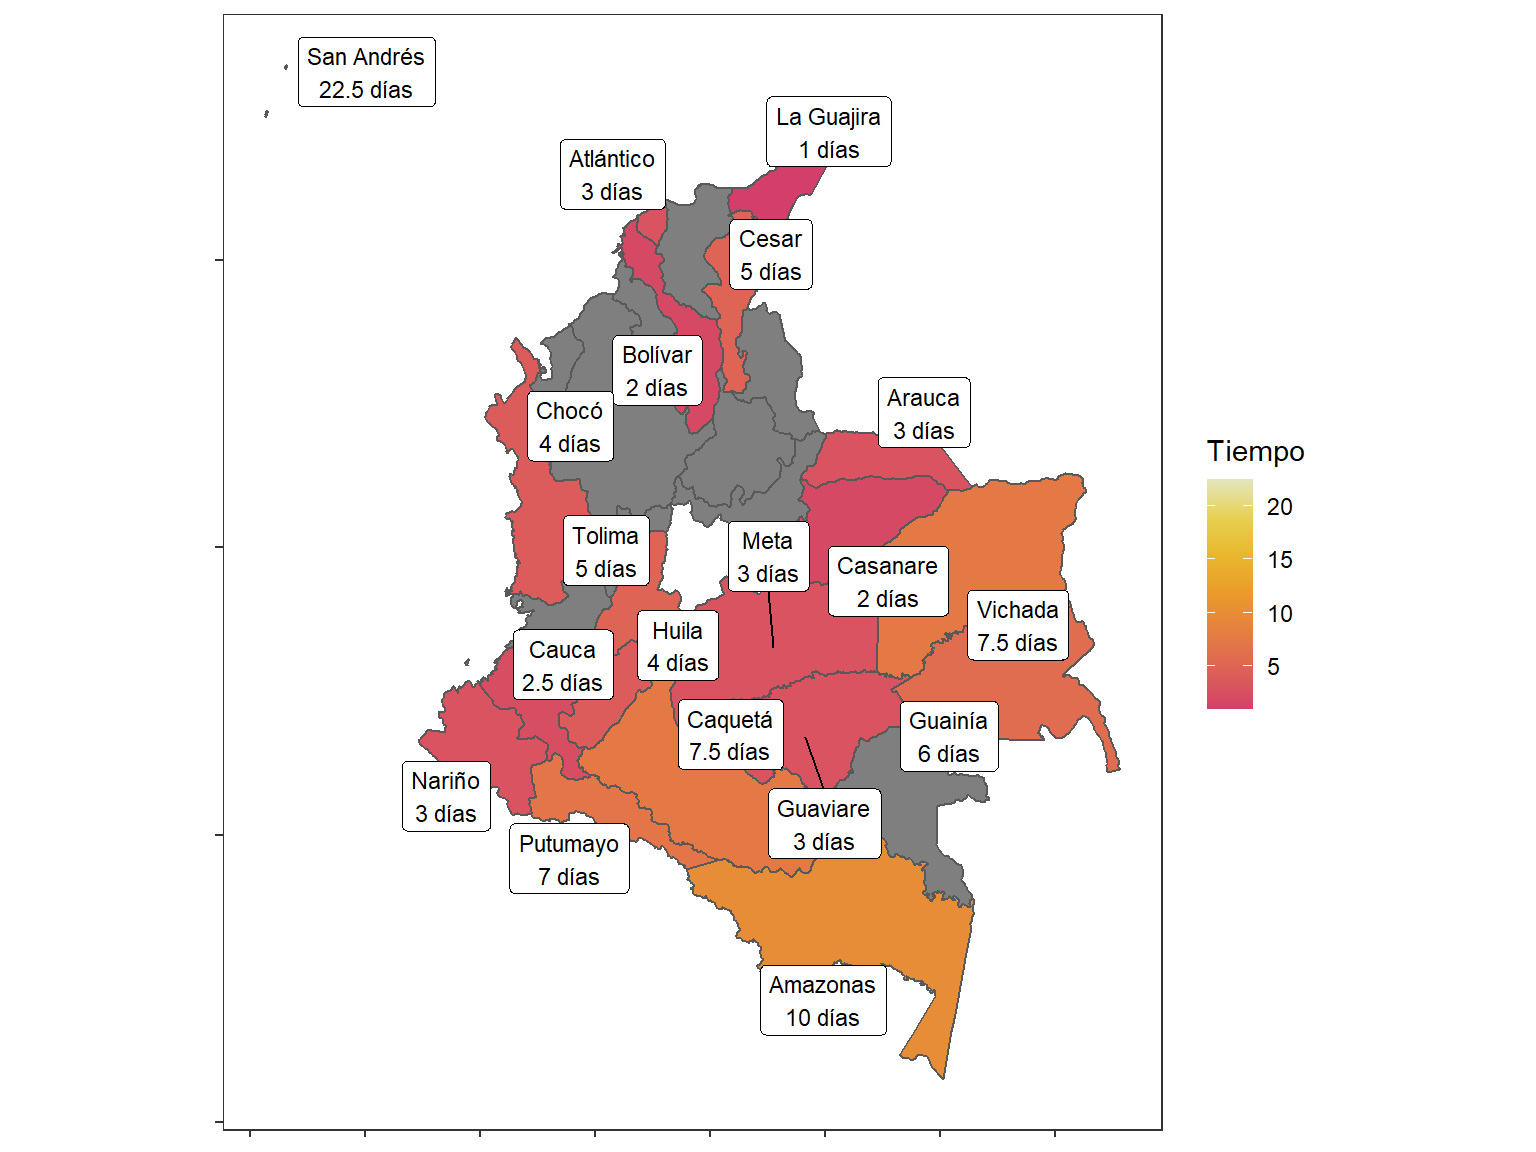 San Andrés
22.5 días
La Guajira
1 días
Atlántico
3 días
Cesar
5 días
Bolívar
2 días
Arauca
3 días
Chocó
4 días
Tolima
5 días
Meta
3 días
Casanare
2 días
Vichada
7.5 días
Huila
4 días
Cauca
2.5 días
Caquetá
7.5 días
Guainía
6 días
Nariño
3 días
Guaviare
3 días
Putumayo
7 días
Amazonas
10 días
Tiempo
20
15
10
5